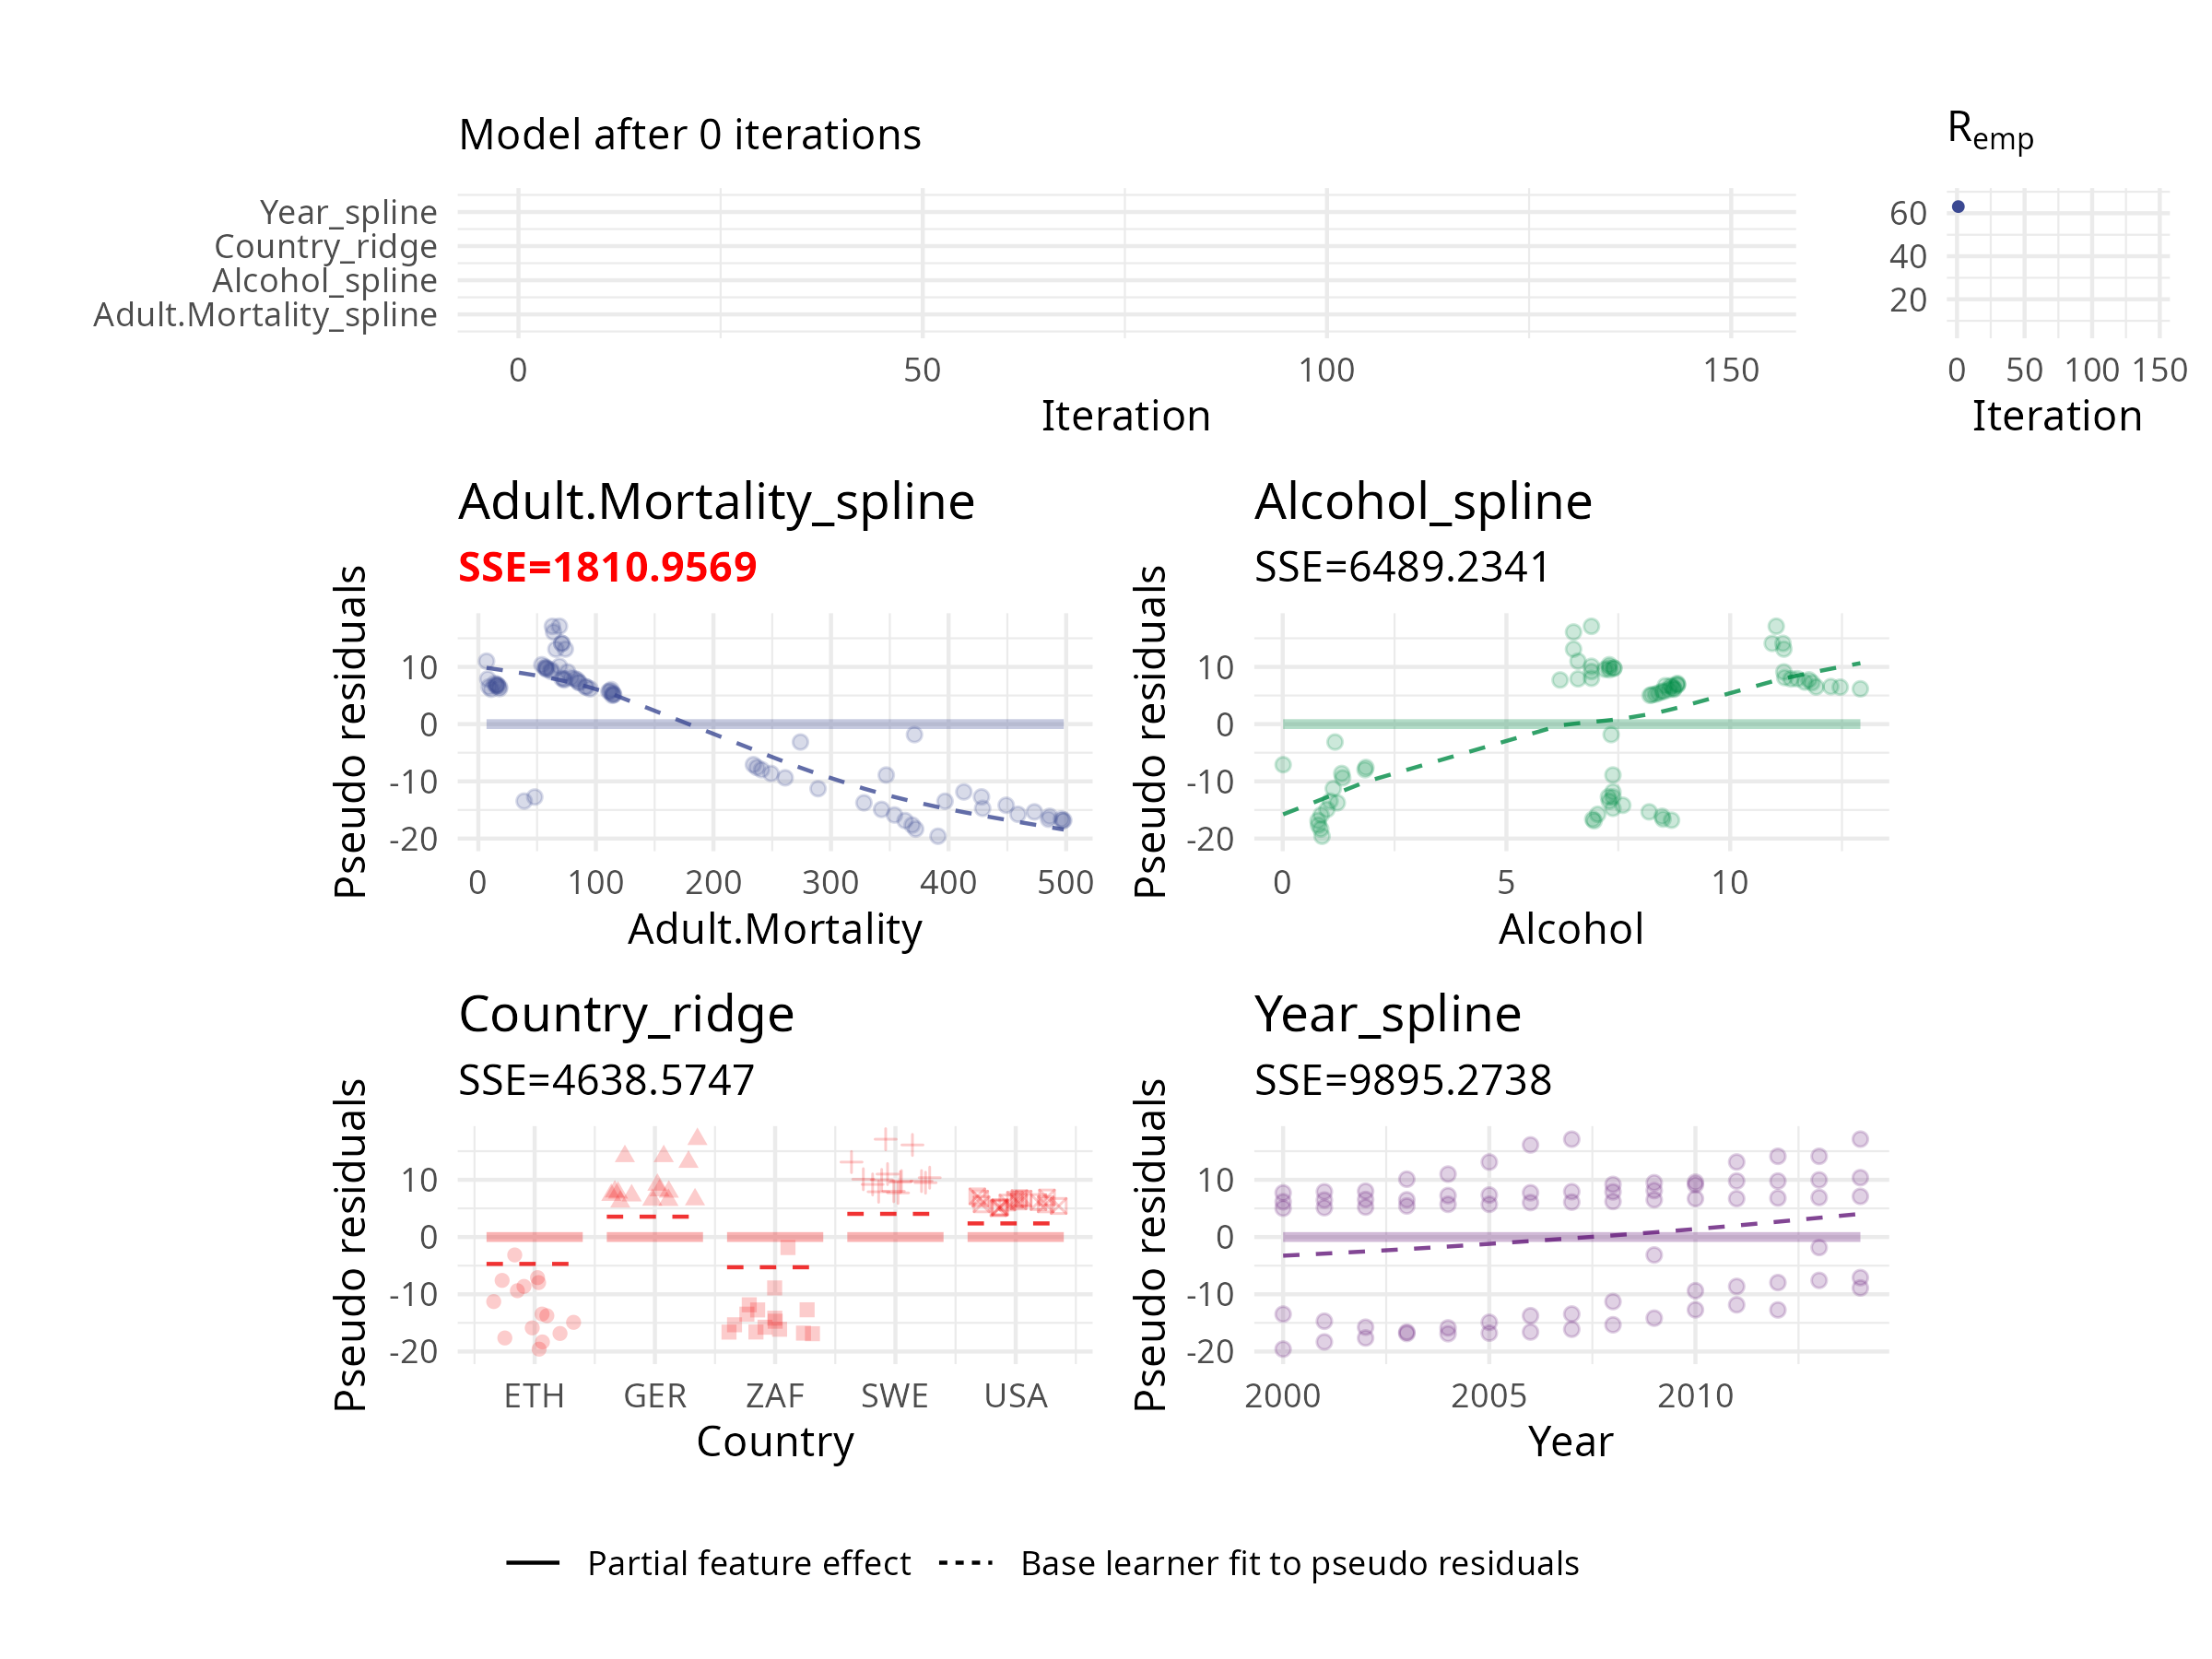 Model after 0 iterations
R_emp
Year_spline
Country_ridge
Alcohol_spline
Adult.Mortality_spline
0 50 100 150
Iteration
60
40
20
0 50 100 150
Iteration
Adult.Mortality_spline
SSE=1810.9569
Pseudo residuals
10
0
-10
-20
0 100 200 300 400 500
Adult.Mortality
Alcohol_spline
SSE=6489.2341
Pseudo residuals
10
0
-10
-20
0 5 10
Alcohol
Country_ridge
SSE=4638.5747
Pseudo residuals
10
0
-10
-20
ETH GER ZAF SWE USA
Country
Year_spline
SSE=9895.2738
Pseudo residuals
10
0
-10
-20
2000 2005 2010
Year
Partial feature effect Base learner fit to pseudo residuals